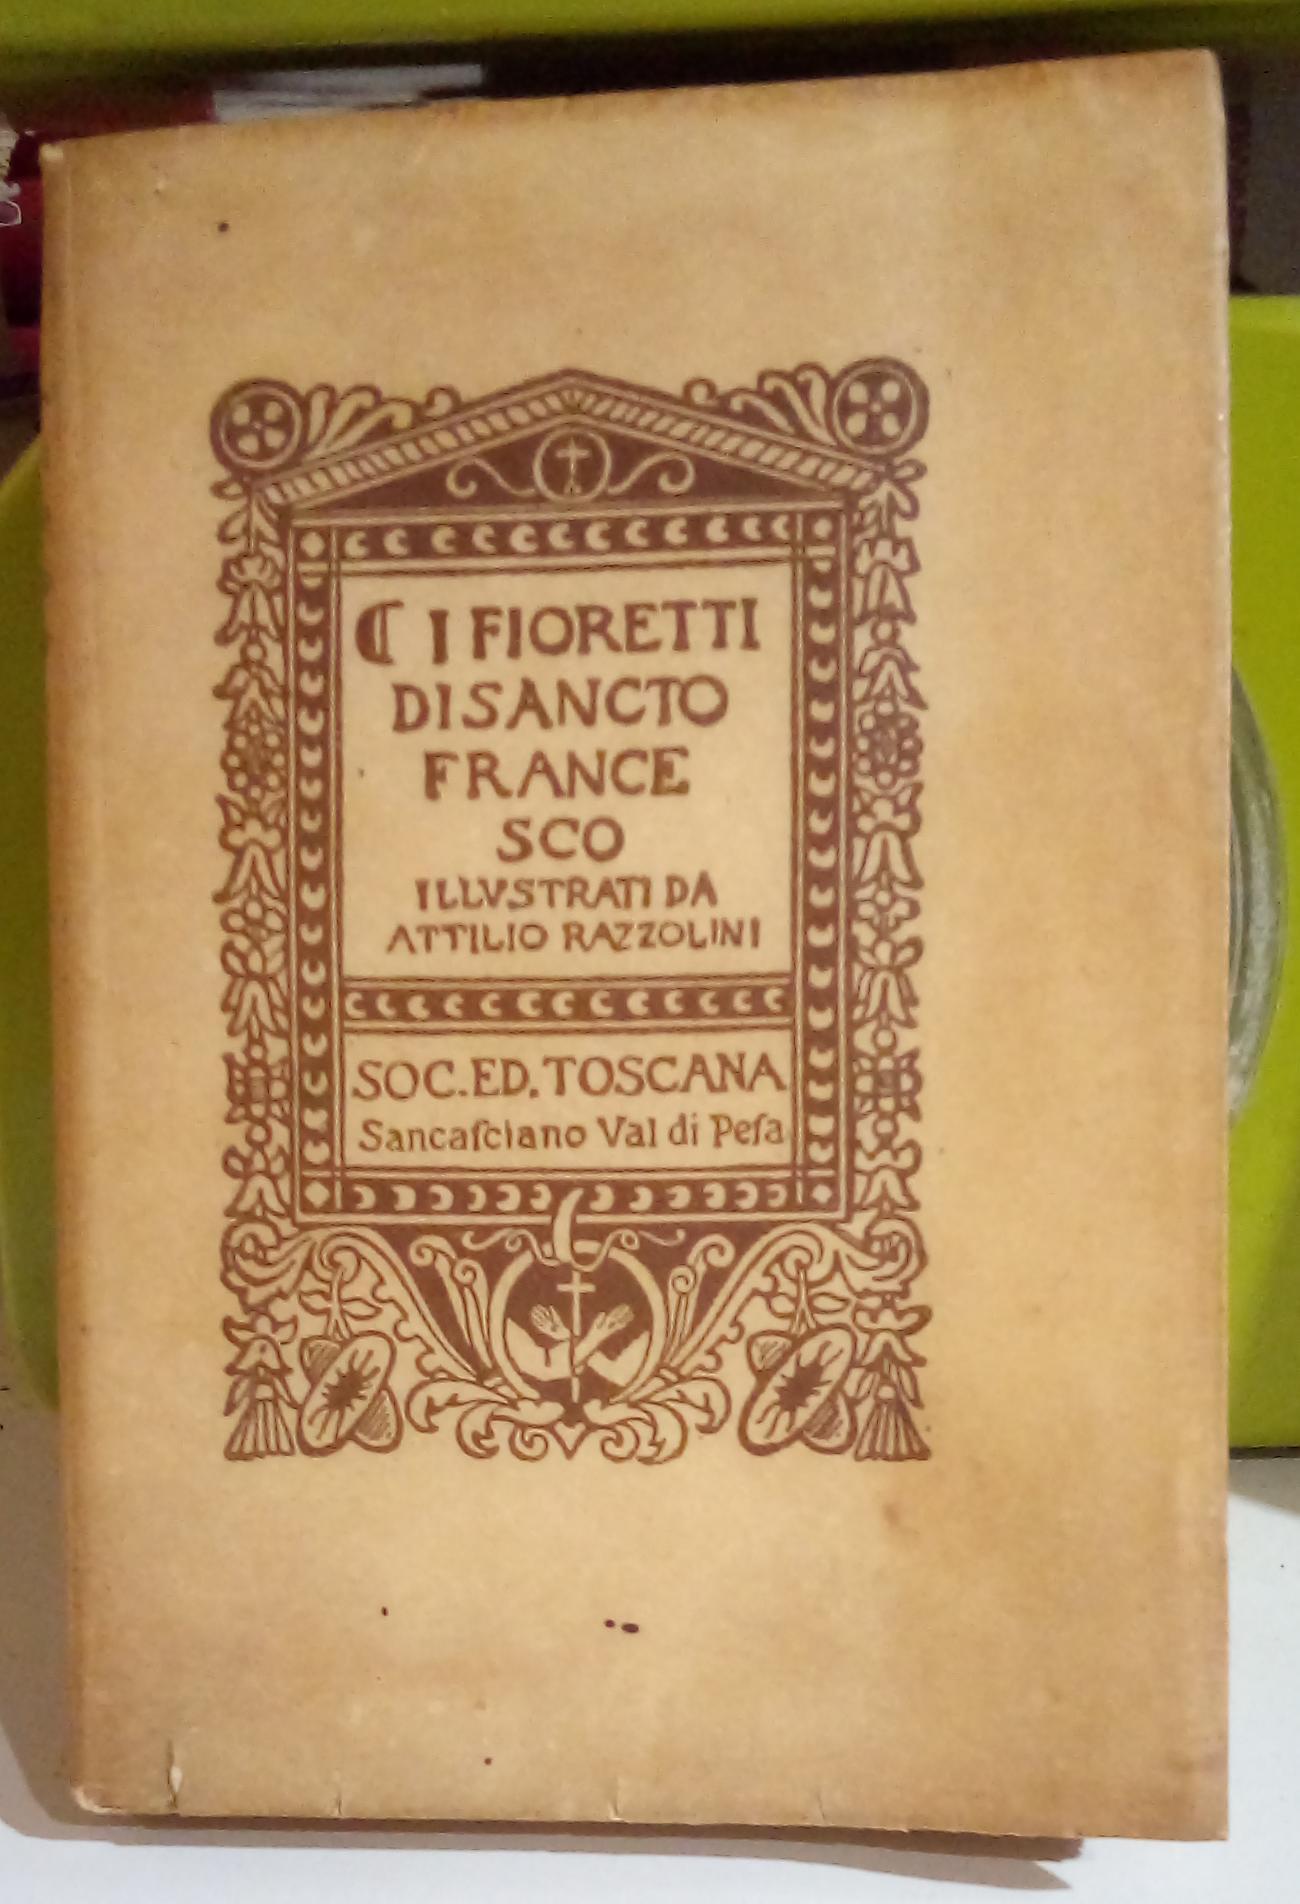 ⸿ I FIORETTI
DI SANCTO
FRANCE
SCO
ILLVSTRATI DA
ATTILIO RAZZOLINI
SOC. ED. TOSCANA
Sancaſciano Val di Peſa